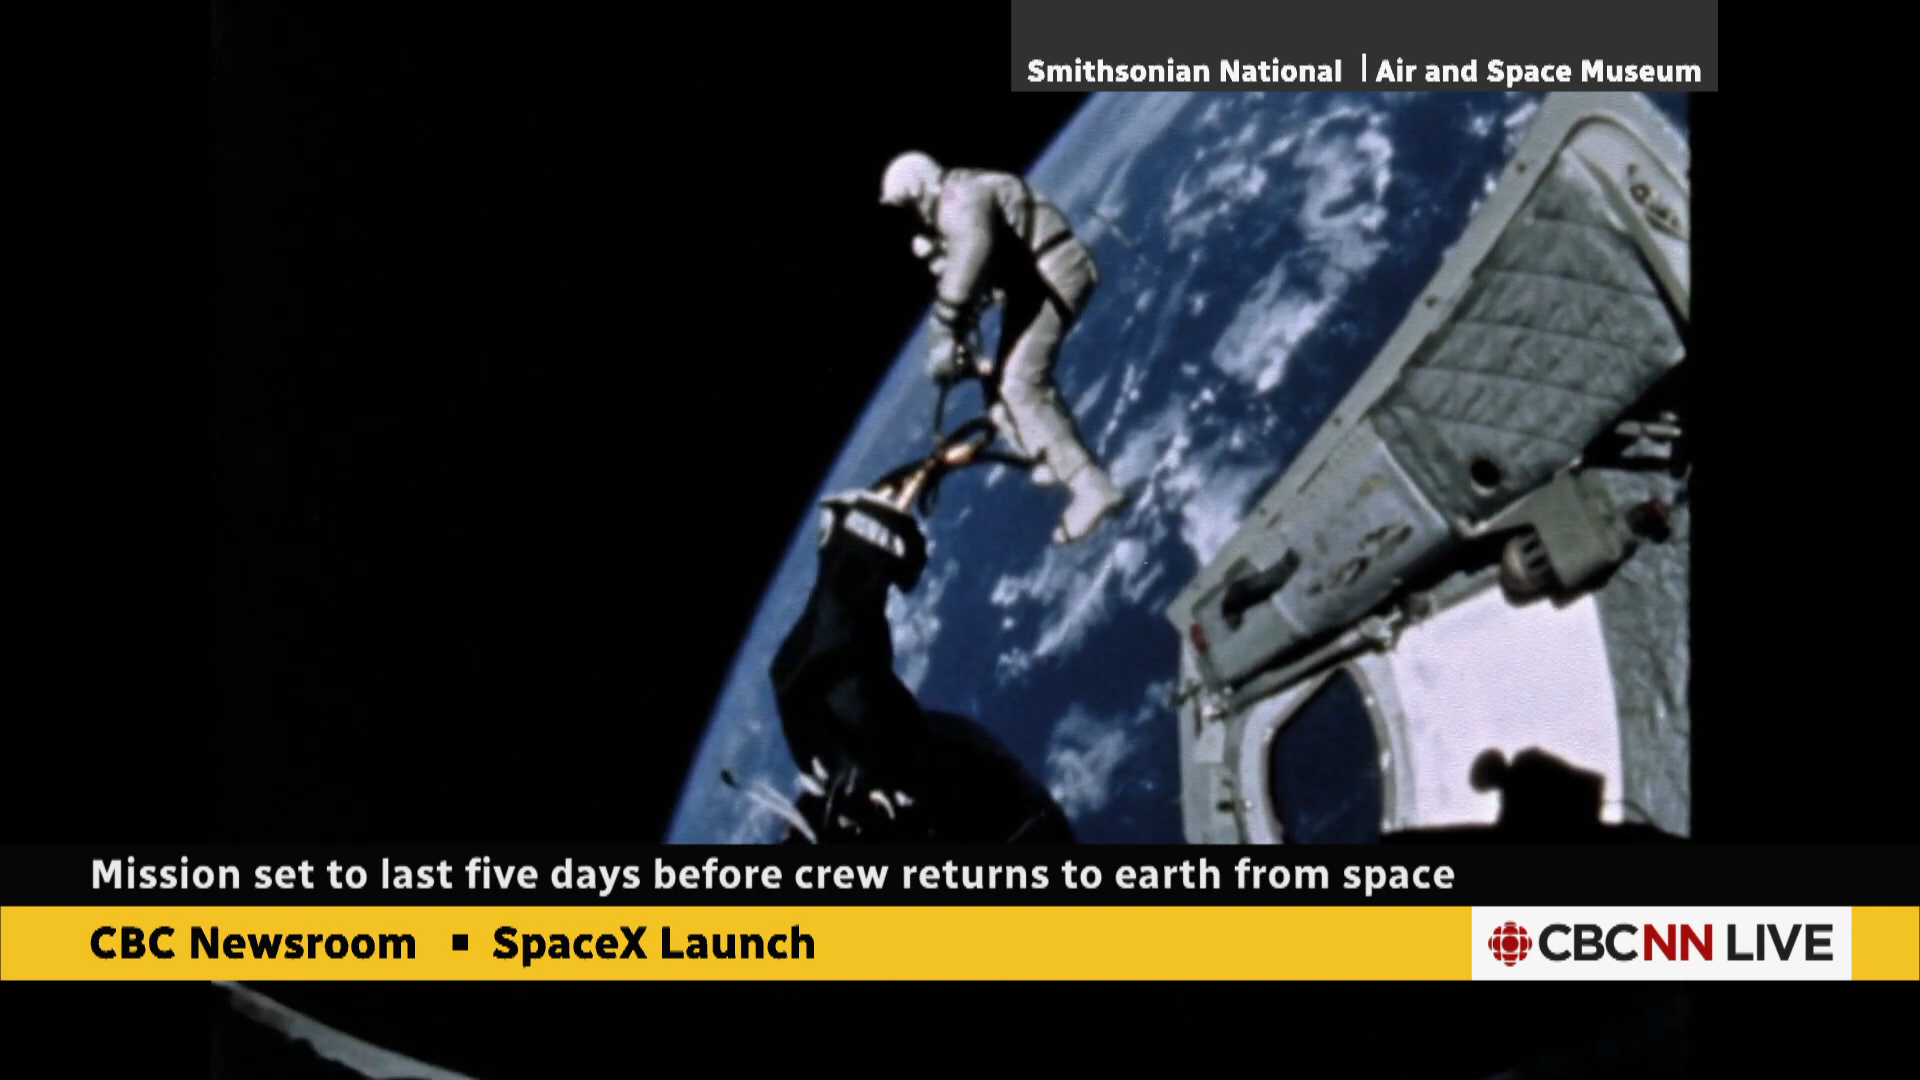 Smithsonian National | Air and Space Museum
Mission set to last five days before crew returns to earth from space
CBC Newsroom ▪ SpaceX Launch
CBCNN LIVE